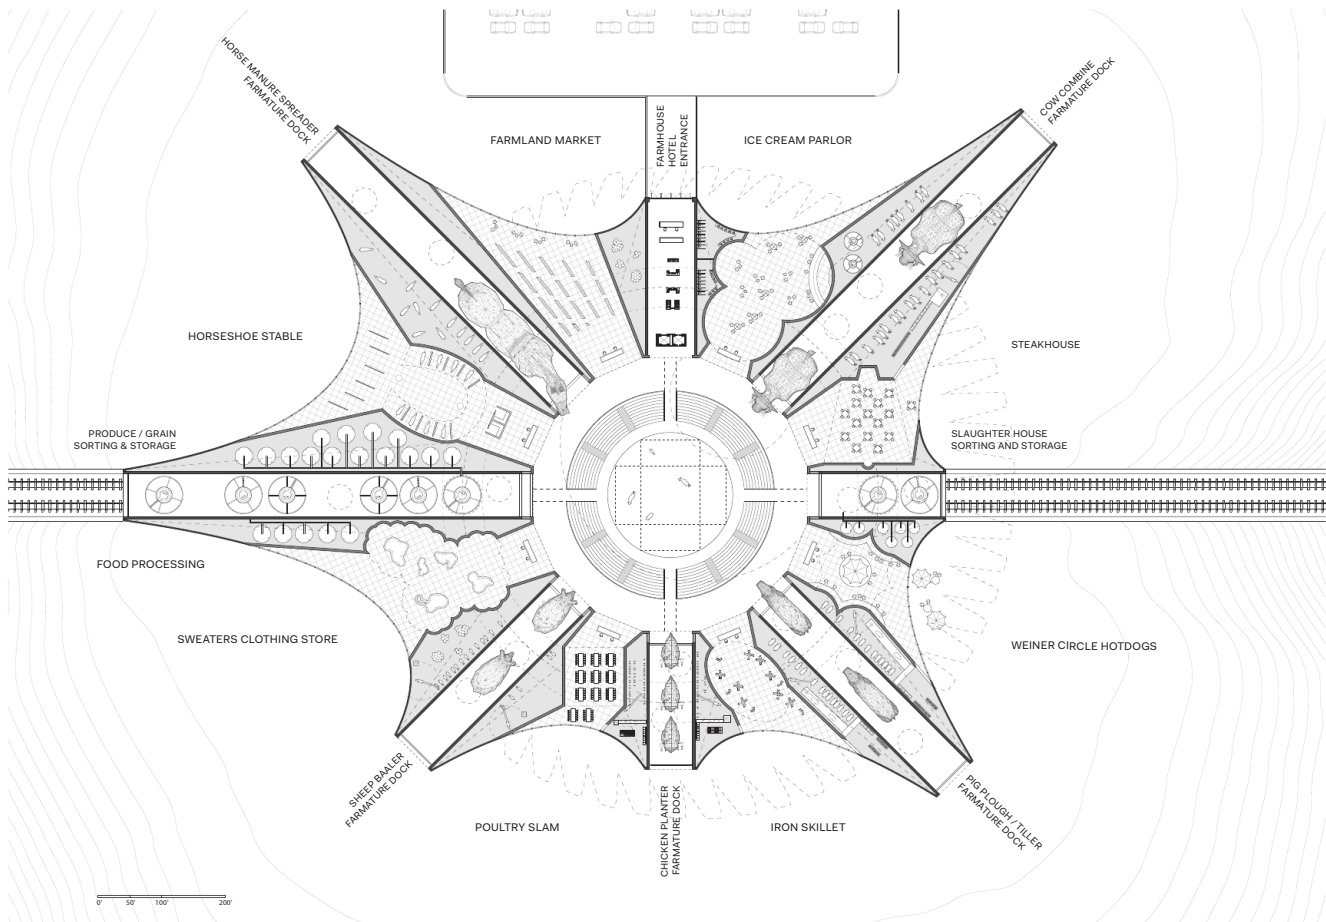 HORSE MANURE SPREADER
FARMATURE DOCK
FARMLAND MARKET
FARMHOUSE
HOTEL
ENTRANCE
ICE CREAM PARLOR
COW COMBINE
FARMATURE DOCK
HORSESHOE STABLE
STEAKHOUSE
PRODUCE / GRAIN
SORTING & STORAGE
SLAUGHTER HOUSE
SORTING AND STORAGE
FOOD PROCESSING
SWEATERS CLOTHING STORE
WEINER CIRCLE HOTDOGS
SHEEP BAALER
FARMATURE DOCK
POULTRY SLAM
CHICKEN PLANTER
FARMATURE DOCK
IRON SKILLET
PIG PLOUGH / TILLER
FARMATURE DOCK
0' 50' 100' 200'